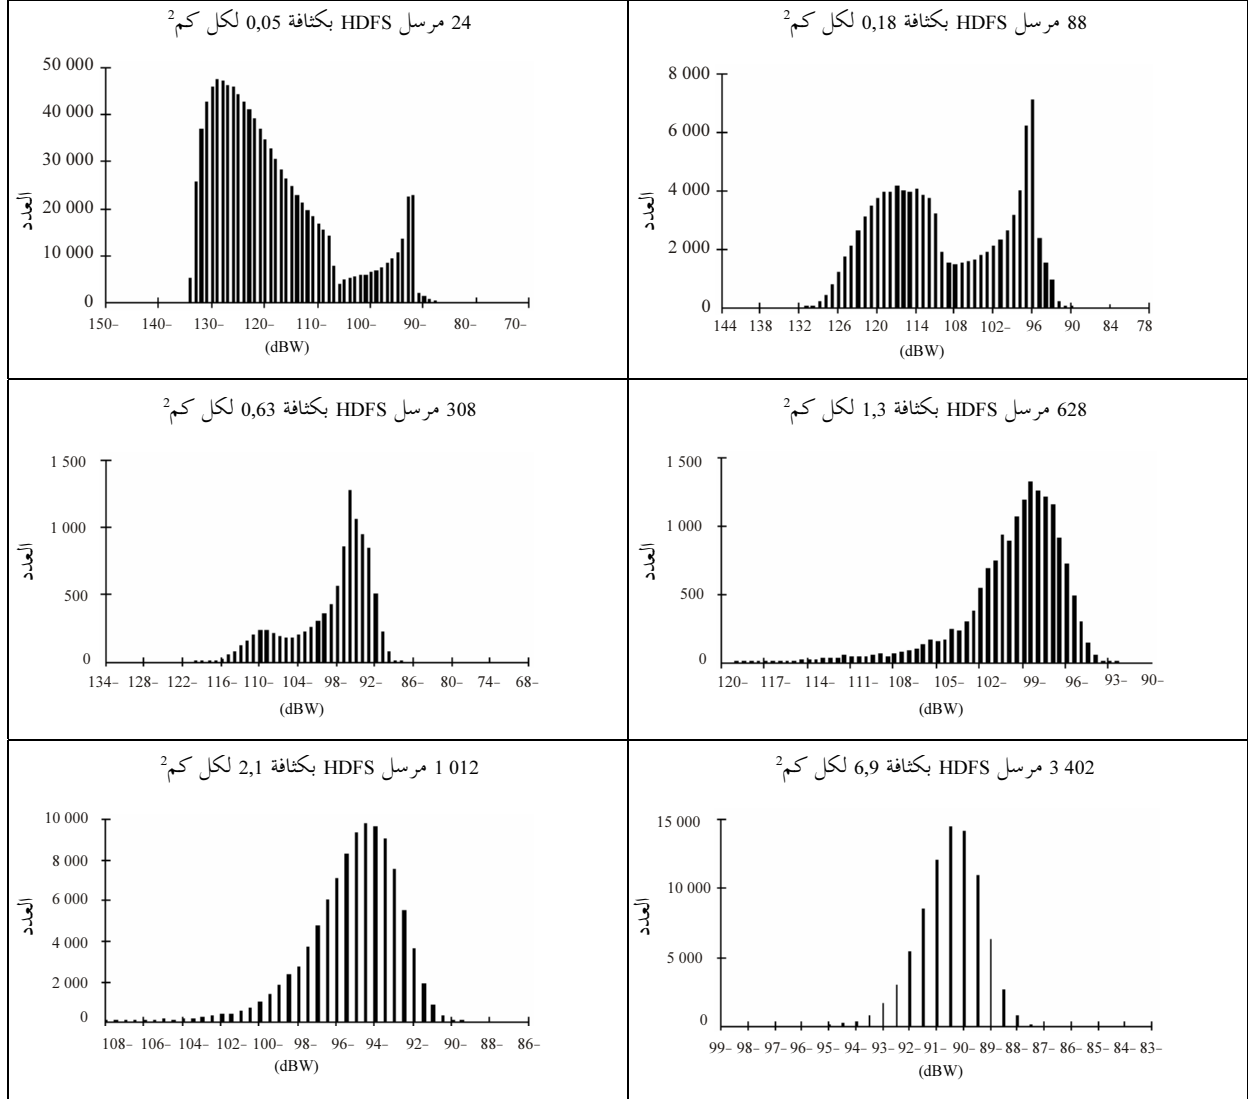 24 مرسل HDFS بكثافة 0,05 لكل كم²
50 000
40 000
30 000
20 000
10 000
0
العدد
150– 140– 130– 120– 110– 100– 90– 80– 70–
(dBW)
88 مرسل HDFS بكثافة 0,18 لكل كم²
8 000
6 000
4 000
2 000
0
العدد
144 138 132 126 120 114 108 102– 96 90 84 78
(dBW)
308 مرسل HDFS بكثافة 0,63 لكل كم²
1 500
1 000
500
0
العدد
134– 128– 122– 116– 110– 104– 98– 92– 86– 80– 74– 68–
(dBW)
628 مرسل HDFS بكثافة 1,3 لكل كم²
1 500
1 000
500
0
العدد
120– 117– 114– 111– 108– 105– 102– 99– 96– 93– 90–
(dBW)
1 012 مرسل HDFS بكثافة 2,1 لكل كم²
10 000
8 000
6 000
4 000
2 000
0
العدد
108– 106– 104– 102– 100– 98– 96– 94– 92– 90– 88– 86–
(dBW)
3 402 مرسل HDFS بكثافة 6,9 لكل كم²
15 000
10 000
5 000
0
العدد
99– 98– 97– 96– 95– 94– 93– 92– 91– 90– 89– 88– 87– 86– 85– 84– 83–
(dBW)